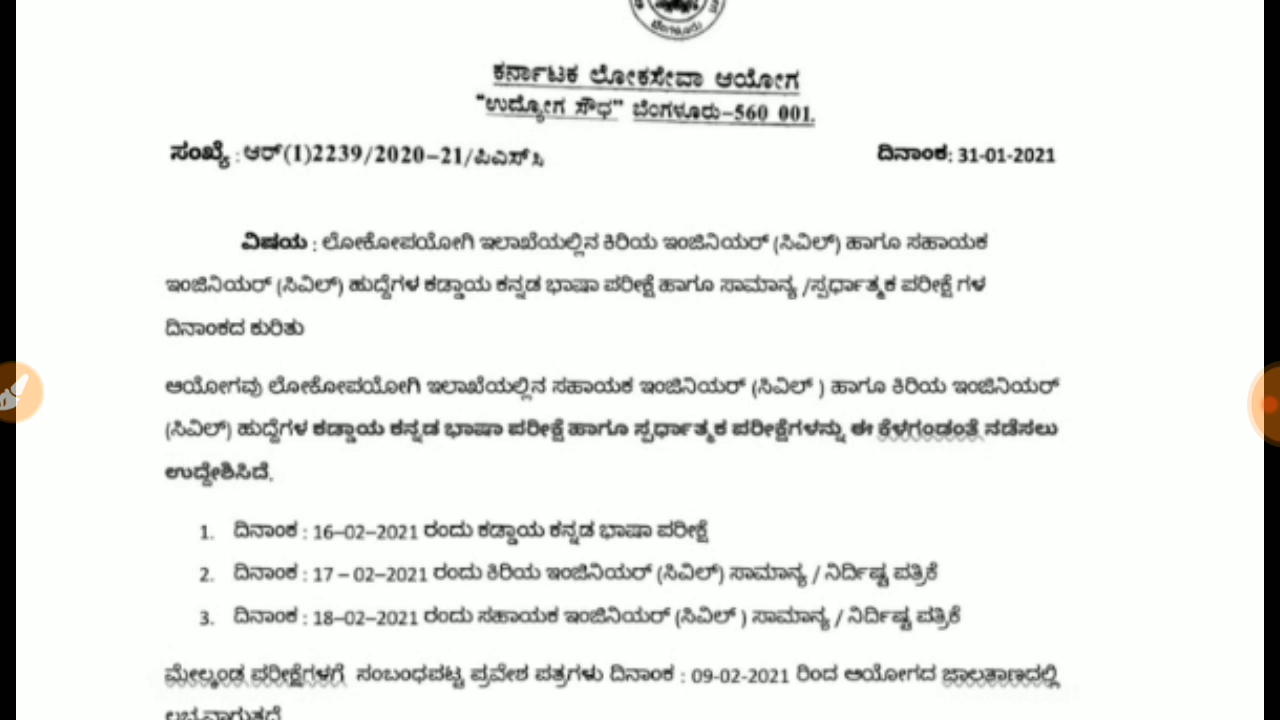 ಬೆಂಗಳೂರು
ಕರ್ನಾಟಕ ಲೋಕಸೇವಾ ಆಯೋಗ
"ಉದ್ಯೋಗ ಸೌಧ" ಬೆಂಗಳೂರು-560 001.
ಸಂಖ್ಯೆ : ಆರ್(1)2239/2020-21/ಪಿಎಸ್‌ಸಿ ದಿನಾಂಕ: 31-01-2021
ವಿಷಯ : ಲೋಕೋಪಯೋಗಿ ಇಲಾಖೆಯಲ್ಲಿನ ಕಿರಿಯ ಇಂಜಿನಿಯರ್ (ಸಿವಿಲ್) ಹಾಗೂ ಸಹಾಯಕ
ಇಂಜಿನಿಯರ್ (ಸಿವಿಲ್) ಹುದ್ದೆಗಳ ಕಡ್ಡಾಯ ಕನ್ನಡ ಭಾಷಾ ಪರೀಕ್ಷೆ ಹಾಗೂ ಸಾಮಾನ್ಯ /ಸ್ಪರ್ಧಾತ್ಮಕ ಪರೀಕ್ಷೆ ಗಳ
ದಿನಾಂಕದ ಕುರಿತು
ಆಯೋಗವು ಲೋಕೋಪಯೋಗಿ ಇಲಾಖೆಯಲ್ಲಿನ ಸಹಾಯಕ ಇಂಜಿನಿಯರ್ (ಸಿವಿಲ್ ) ಹಾಗೂ ಕಿರಿಯ ಇಂಜಿನಿಯರ್
(ಸಿವಿಲ್) ಹುದ್ದೆಗಳ ಕಡ್ಡಾಯ ಕನ್ನಡ ಭಾಷಾ ಪರೀಕ್ಷೆ ಹಾಗೂ ಸ್ಪರ್ಧಾತ್ಮಕ ಪರೀಕ್ಷೆಗಳನ್ನು ಈ ಕೆಳಗಂಡಂತೆ ನಡೆಸಲು
ಉದ್ದೇಶಿಸಿದೆ.
1. ದಿನಾಂಕ : 16-02-2021 ರಂದು ಕಡ್ಡಾಯ ಕನ್ನಡ ಭಾಷಾ ಪರೀಕ್ಷೆ
2. ದಿನಾಂಕ : 17 – 02-2021 ರಂದು ಕಿರಿಯ ಇಂಜಿನಿಯರ್ (ಸಿವಿಲ್) ಸಾಮಾನ್ಯ / ನಿರ್ದಿಷ್ಟ ಪತ್ರಿಕೆ
3. ದಿನಾಂಕ : 18-02-2021 ರಂದು ಸಹಾಯಕ ಇಂಜಿನಿಯರ್ (ಸಿವಿಲ್ ) ಸಾಮಾನ್ಯ / ನಿರ್ದಿಷ್ಟ ಪತ್ರಿಕೆ
ಮೇಲ್ಕಂಡ ಪರೀಕ್ಷೆಗಳಿಗೆ ಸಂಬಂಧಪಟ್ಟ ಪ್ರವೇಶ ಪತ್ರಗಳು ದಿನಾಂಕ : 09-02-2021 ರಿಂದ ಆಯೋಗದ ಜಾಲತಾಣದಲ್ಲಿ
ಲಭ್ಯವಾಗುತ್ತದೆ